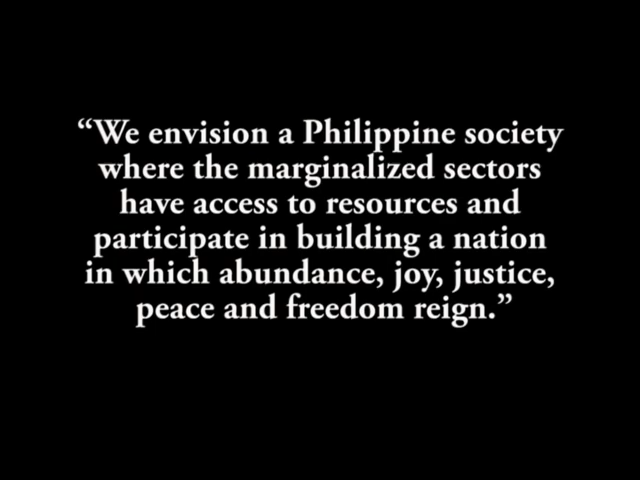 “We envision a Philippine society
where the marginalized sectors
have access to resources and
participate in building a nation
in which abundance, joy, justice,
peace and freedom reign.”